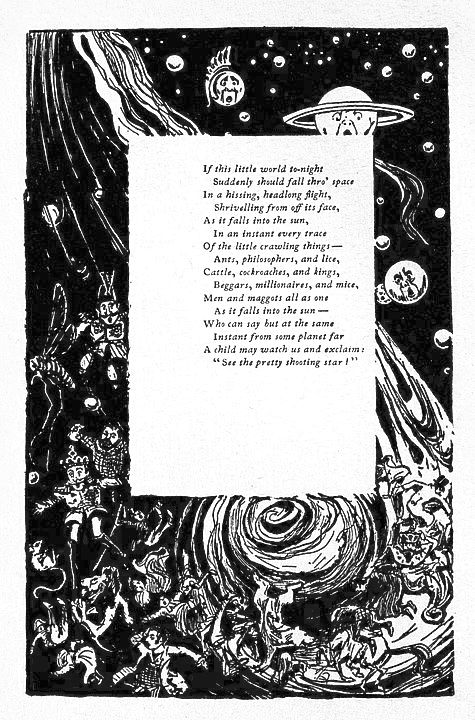 If this little world to-night
Suddenly should fall thro' space
In a hissing, headlong flight,
Shrivelling from off its face,
As it falls into the sun,
In an instant every trace
Of the little crawling things—
Ants, philosophers, and lice,
Cattle, cockroaches, and kings,
Beggars, millionaires, and mice,
Men and maggots all as one
As it falls into the sun—
Who can say but at the same
Instant from some planet far
A child may watch us and exclaim:
"See the pretty shooting star!"